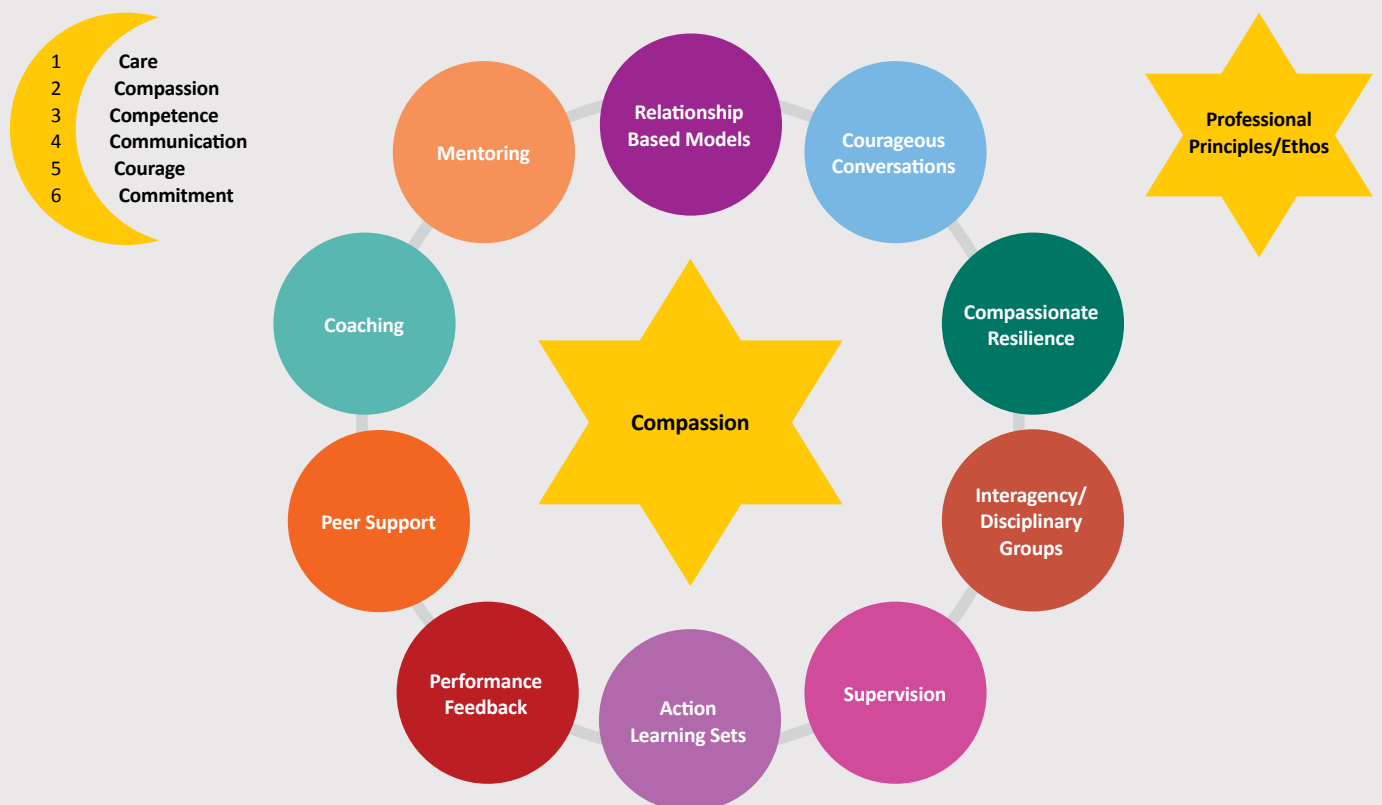 1 Care
2 Compassion
3 Competence
4 Communication
5 Courage
6 Commitment
Relationship
Based Models
Courageous
Conversations
Compassionate
Resilience
Interagency/
Disciplinary
Groups
Supervision
Action
Learning Sets
Performance
Feedback
Peer Support
Coaching
Mentoring
Compassion
Professional
Principles/Ethos